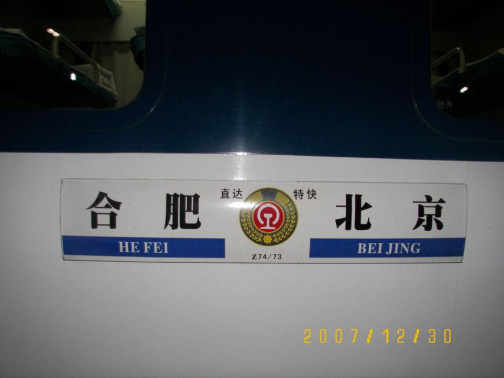 直达 特快
合肥 北京
HE FEI BEI JING
Z74/73
2007/12/30